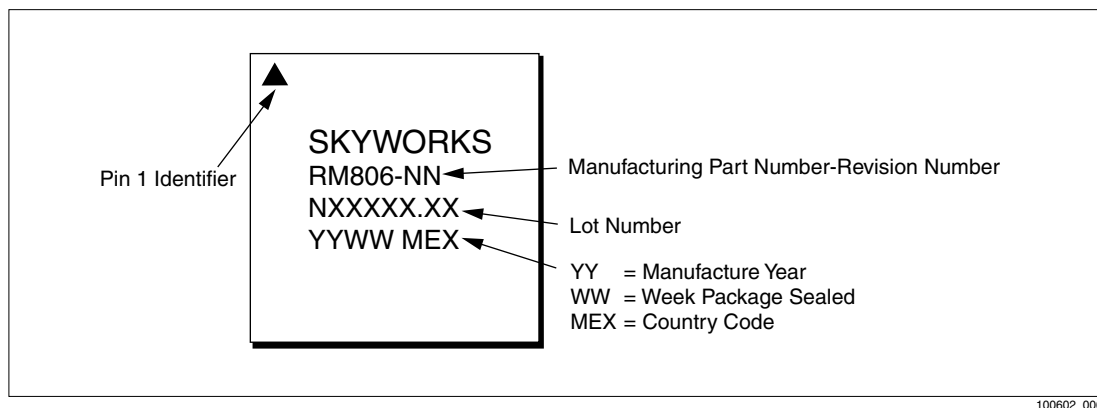 SKYWORKS
RM806-NN
NXXXXX.XX
YYWW MEX
Pin 1 Identifier
Manufacturing Part Number-Revision Number
Lot Number
YY = Manufacture Year
WW = Week Package Sealed
MEX = Country Code